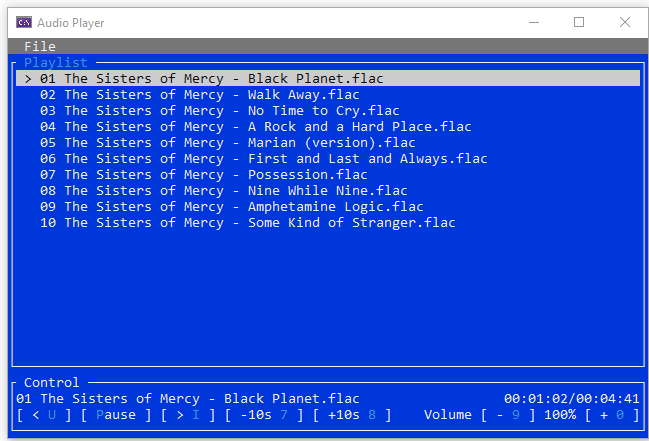 C:\ Audio Player
File
Playlist
> 01 The Sisters of Mercy - Black Planet.flac
02 The Sisters of Mercy - Walk Away.flac
03 The Sisters of Mercy - No Time to Cry.flac
04 The Sisters of Mercy - A Rock and a Hard Place.flac
05 The Sisters of Mercy - Marian (version).flac
06 The Sisters of Mercy - First and Last and Always.flac
07 The Sisters of Mercy - Possession.flac
08 The Sisters of Mercy - Nine While Nine.flac
09 The Sisters of Mercy - Amphetamine Logic.flac
10 The Sisters of Mercy - Some Kind of Stranger.flac
Control
01 The Sisters of Mercy - Black Planet.flac 00:01:02/00:04:41
[ < U ] [ Pause ] [ > I ] [ -10s 7 ] [ +10s 8 ] Volume [ - 9 ] 100% [ + 0 ]